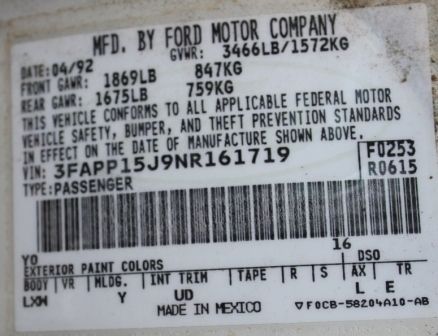 MFD. BY FORD MOTOR COMPANY
DATE: 04/92 GVWR: 3466LB/1572KG
FRONT GAWR: 1869LB 847KG
REAR GAWR: 1675LB 759KG
THIS VEHICLE CONFORMS TO ALL APPLICABLE FEDERAL MOTOR
VEHICLE SAFETY, BUMPER, AND THEFT PREVENTION STANDARDS
IN EFFECT ON THE DATE OF MANUFACTURE SHOWN ABOVE.
VIN: 3FAPP15J9NR161719 F0253
TYPE: PASSENGER R0615
YO 16
EXTERIOR PAINT COLORS DSO
BODY VR MLDG. INT TRIM TAPE R S AX TR
LXW Y UD L E
MADE IN MEXICO ▽F0CB-58204A10-AB